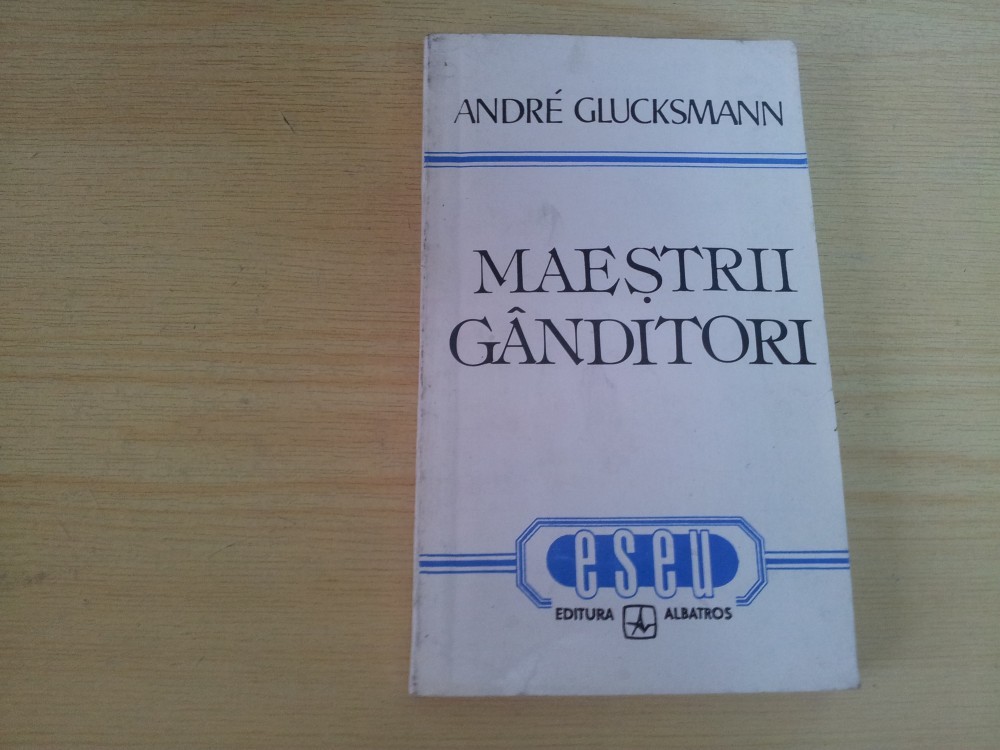 ANDRÉ GLUCKSMANN
MAEȘTRII
GÂNDITORI
eseu
EDITURA ALBATROS